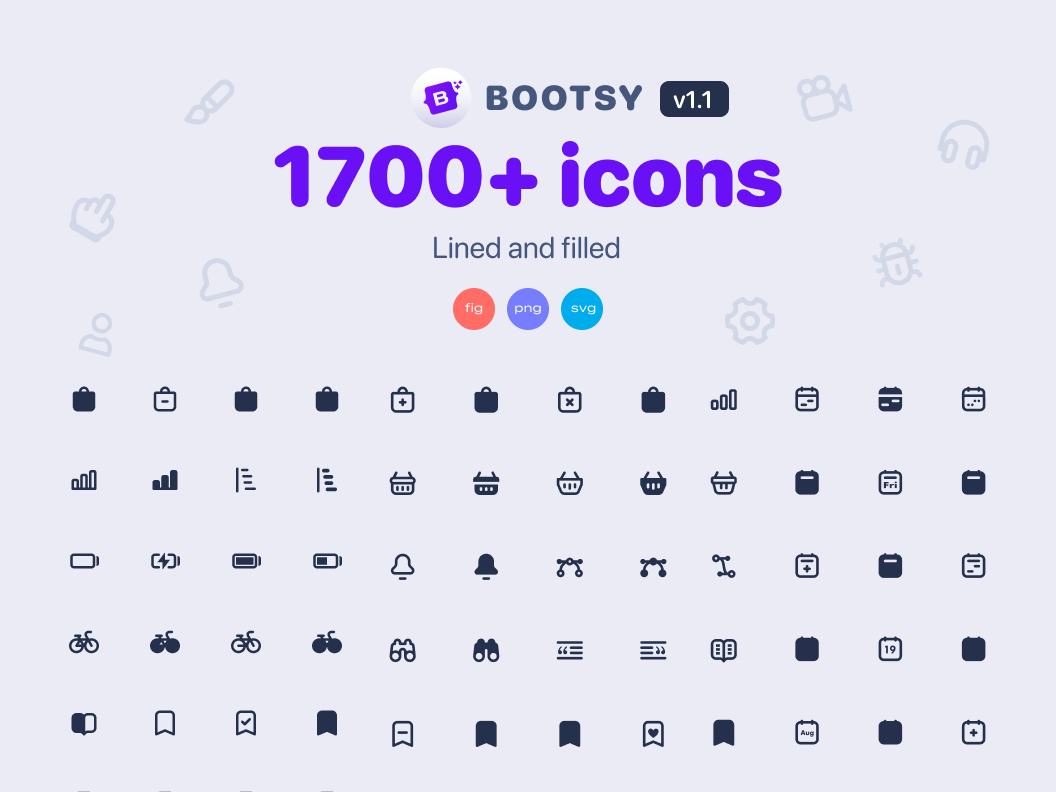 B BOOTSY v1.1
1700+ icons
Lined and filled
fig png svg
Fri
19
Aug